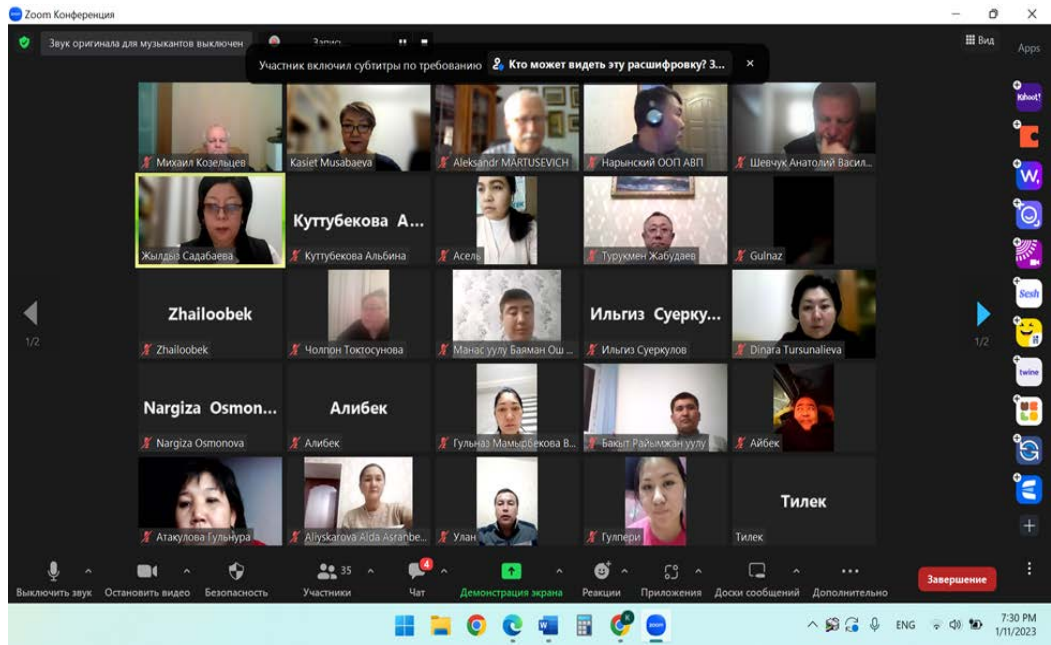 Zoom Конференция
Звук оригинала для музыкантов выключен
Запись...
Вид
Apps
Участник включил субтитры по требованию Кто может видеть эту расшифровку? З...
Kahoot!
Михаил Козельцев
Kasiet Musabaeva
Aleksandr MARTUSEVICH
Нарынский ООП АВП
Шевчук Анатолий Васил...
W.
Куттубекова А...
Жылдыз Садабаева
Куттубекова Альбина
Асель
Турукмен Жабудаев
Gulnaz
Sesh
Zhailoobek
Ильгиз Суерку...
1/2
Zhailoobek
Чолпон Токтосунова
Манас уулу Баяман Ош ...
Ильгиз Суеркулов
Dinara Tursunalieva
1/2
twine
Nargiza Osmon...
Алибек
Nargiza Osmonova
Алибек
Гульназ Мамырбекова В...
Бакыт Райымжан уулу
Айбек
Тилек
Атакулова Гульнура
Aliyskarova Aida Asranbe...
Улан
Гулпери
Тилек
35
4
Выключить звук
Остановить видео
Безопасность
Участники
Чат
Демонстрация экрана
Реакции
Приложения
Доски сообщений
Дополнительно
Завершение
ENG
7:30 PM
1/11/2023